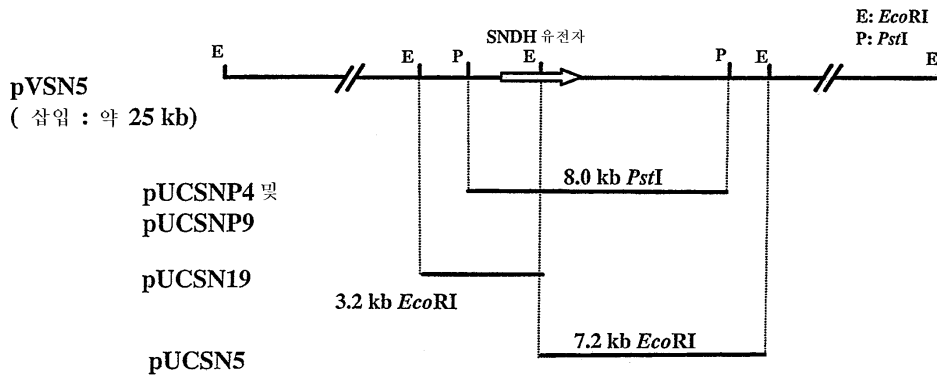 E: EcoRI
P: PstI
SNDH 유전자
E E P E P E E
pVSN5
( 삽입 : 약 25 kb)
8.0 kb PstI
pUCSNP4 및
pUCSNP9
pUCSN19
3.2 kb EcoRI
7.2 kb EcoRI
pUCSN5